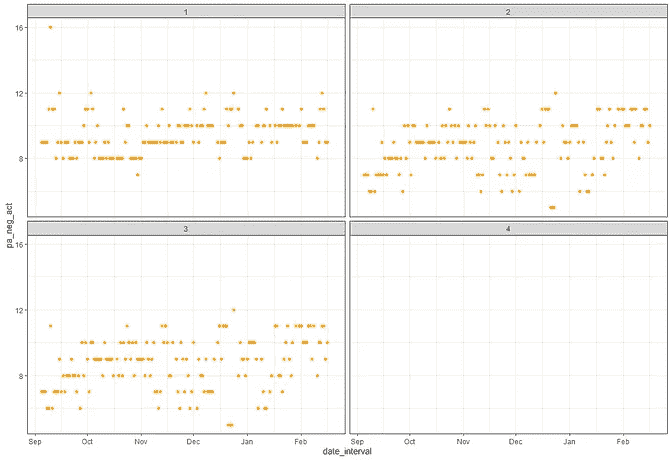 1 2
16
12
8
3 4
16
12
8
pa_neg_act
Sep Oct Nov Dec Jan Feb Sep Oct Nov Dec Jan Feb
date_interval